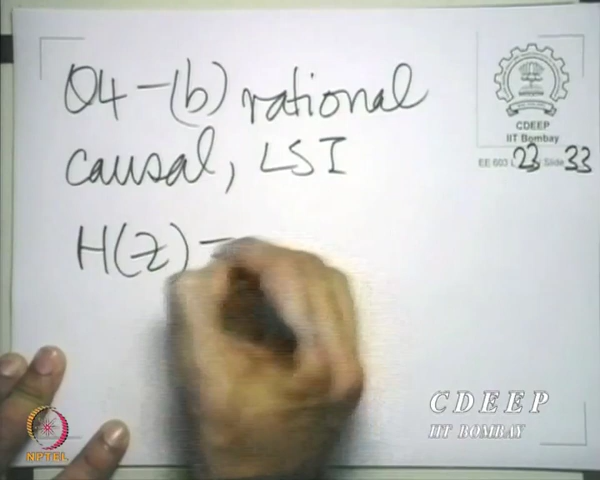 Q4-(b) rational
causal, LSI
H(z) =
CDEEP
IIT Bombay
EE 603 L 23 Slide 33
CDEEP
IIT BOMBAY
NPTEL